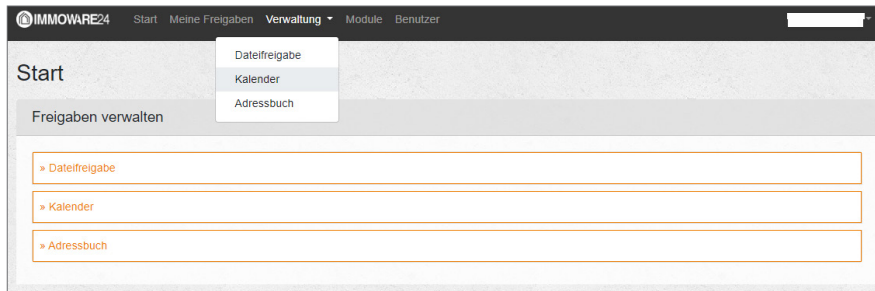 IMMOWARE24 Start Meine Freigaben Verwaltung Module Benutzer
Dateifreigabe
Kalender
Adressbuch
Start
Freigaben verwalten
» Dateifreigabe
» Kalender
» Adressbuch